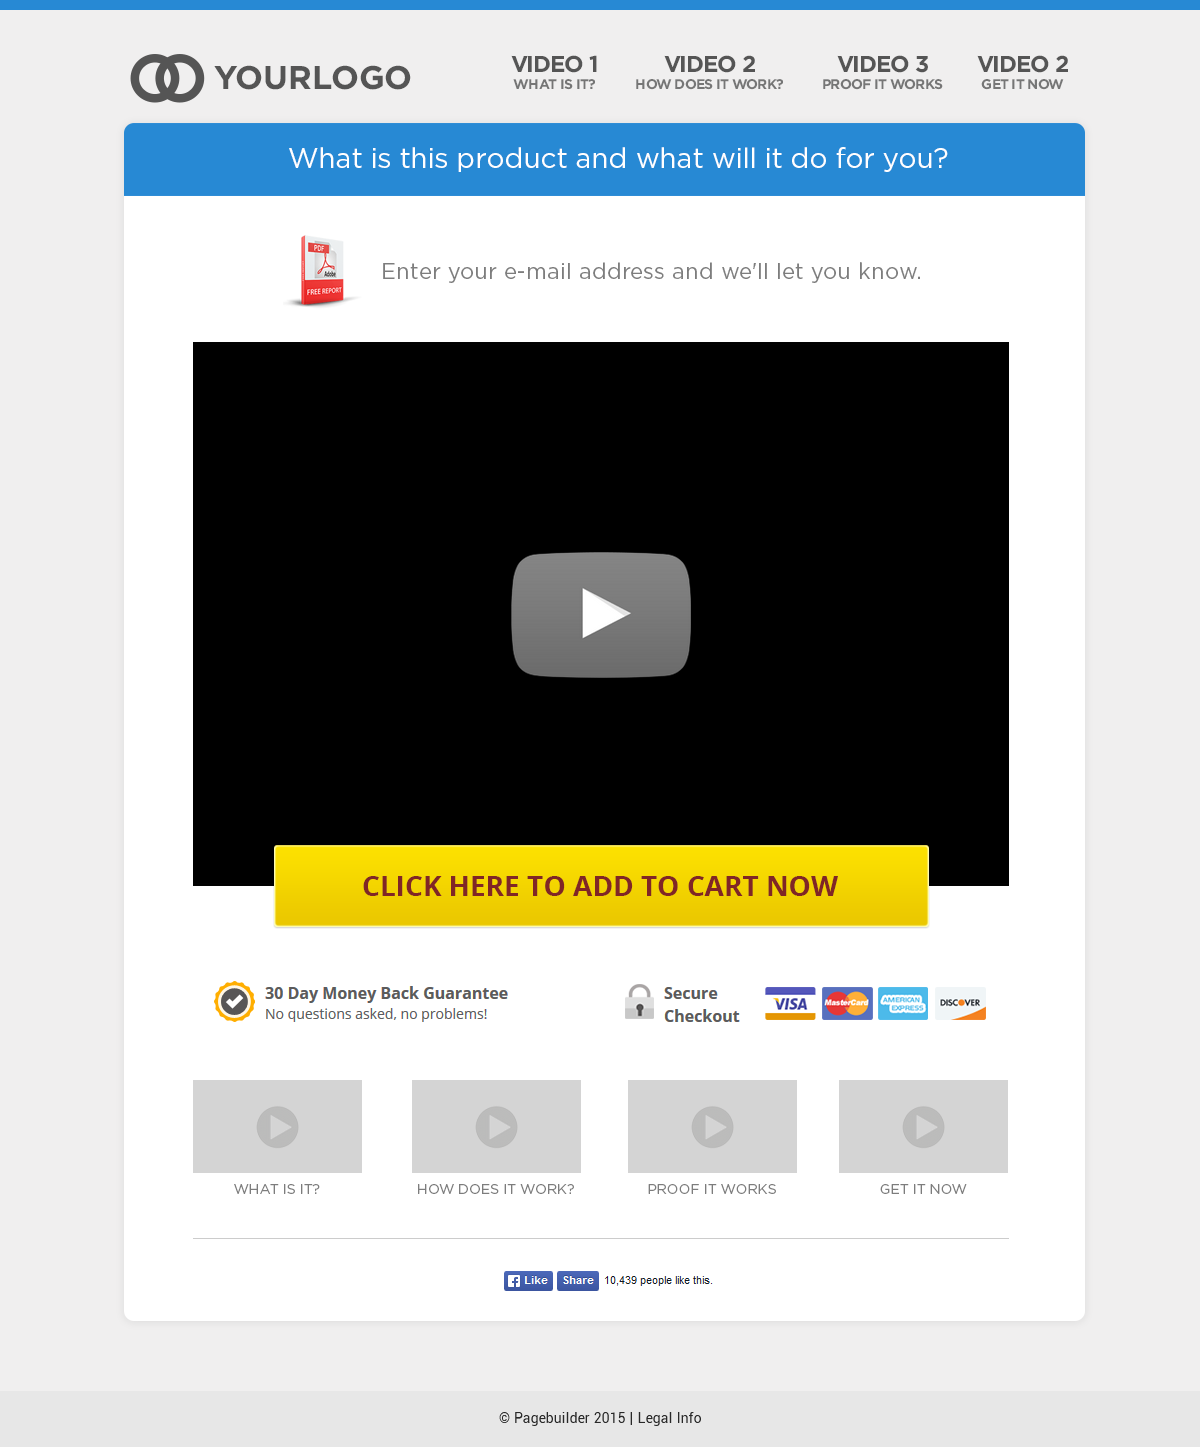 YOURLOGO
VIDEO 1
WHAT IS IT?
VIDEO 2
HOW DOES IT WORK?
VIDEO 3
PROOF IT WORKS
VIDEO 2
GET IT NOW
What is this product and what will it do for you?
PDF
Adobe
FREE REPORT
Enter your e-mail address and we'll let you know.
CLICK HERE TO ADD TO CART NOW
30 Day Money Back Guarantee
No questions asked, no problems!
Secure
Checkout
VISA
MasterCard
AMERICAN
EXPRESS
DISCOVER
WHAT IS IT?
HOW DOES IT WORK?
PROOF IT WORKS
GET IT NOW
Like
Share
10,439 people like this.
© Pagebuilder 2015 | Legal Info